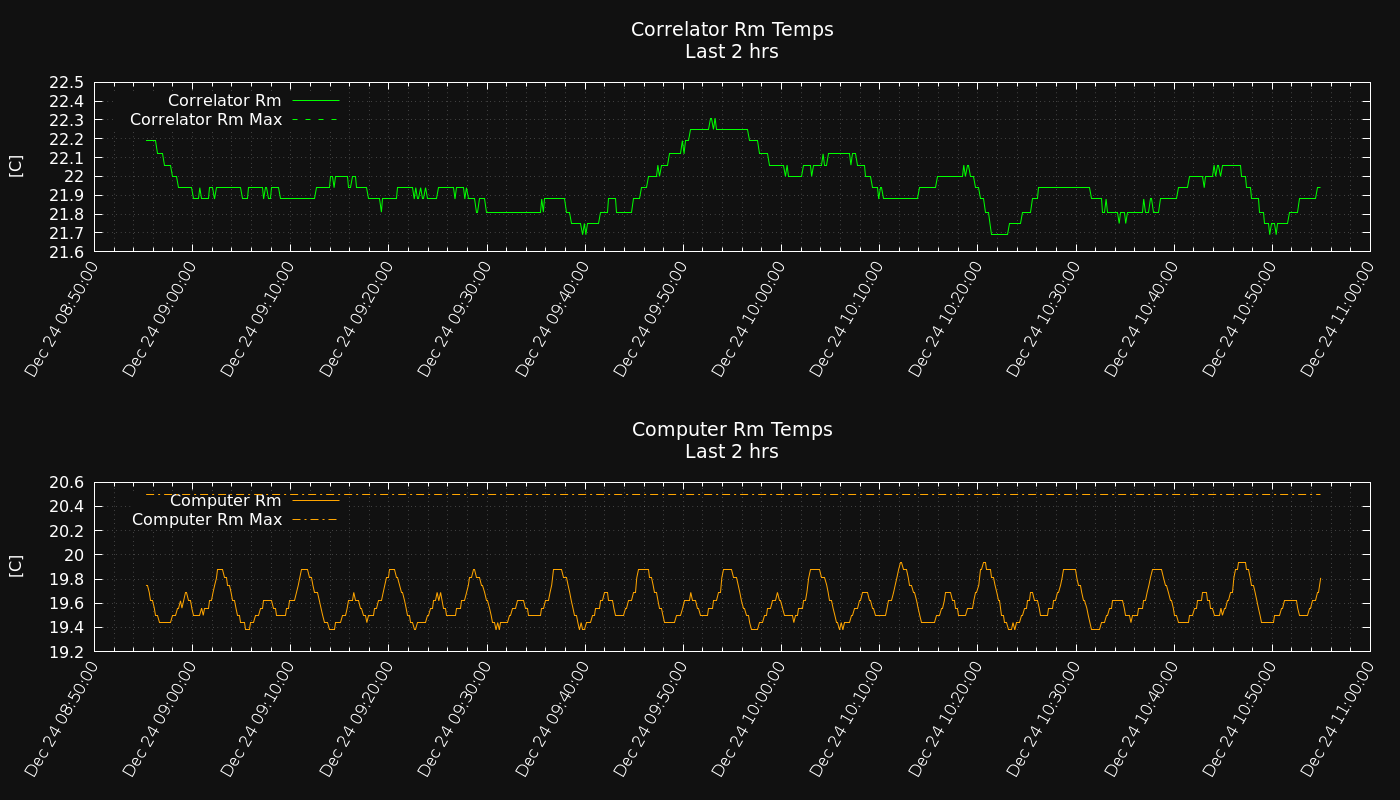 Correlator Rm Temps
Last 2 hrs
22.5
22.4
22.3
22.2
22.1
22
21.9
21.8
21.7
21.6
[C]
Correlator Rm
Correlator Rm Max
Dec 24 08:50:00
Dec 24 09:00:00
Dec 24 09:10:00
Dec 24 09:20:00
Dec 24 09:30:00
Dec 24 09:40:00
Dec 24 09:50:00
Dec 24 10:00:00
Dec 24 10:10:00
Dec 24 10:20:00
Dec 24 10:30:00
Dec 24 10:40:00
Dec 24 10:50:00
Dec 24 11:00:00
Computer Rm Temps
Last 2 hrs
20.6
20.4
20.2
20
19.8
19.6
19.4
19.2
[C]
Computer Rm
Computer Rm Max
Dec 24 08:50:00
Dec 24 09:00:00
Dec 24 09:10:00
Dec 24 09:20:00
Dec 24 09:30:00
Dec 24 09:40:00
Dec 24 09:50:00
Dec 24 10:00:00
Dec 24 10:10:00
Dec 24 10:20:00
Dec 24 10:30:00
Dec 24 10:40:00
Dec 24 10:50:00
Dec 24 11:00:00